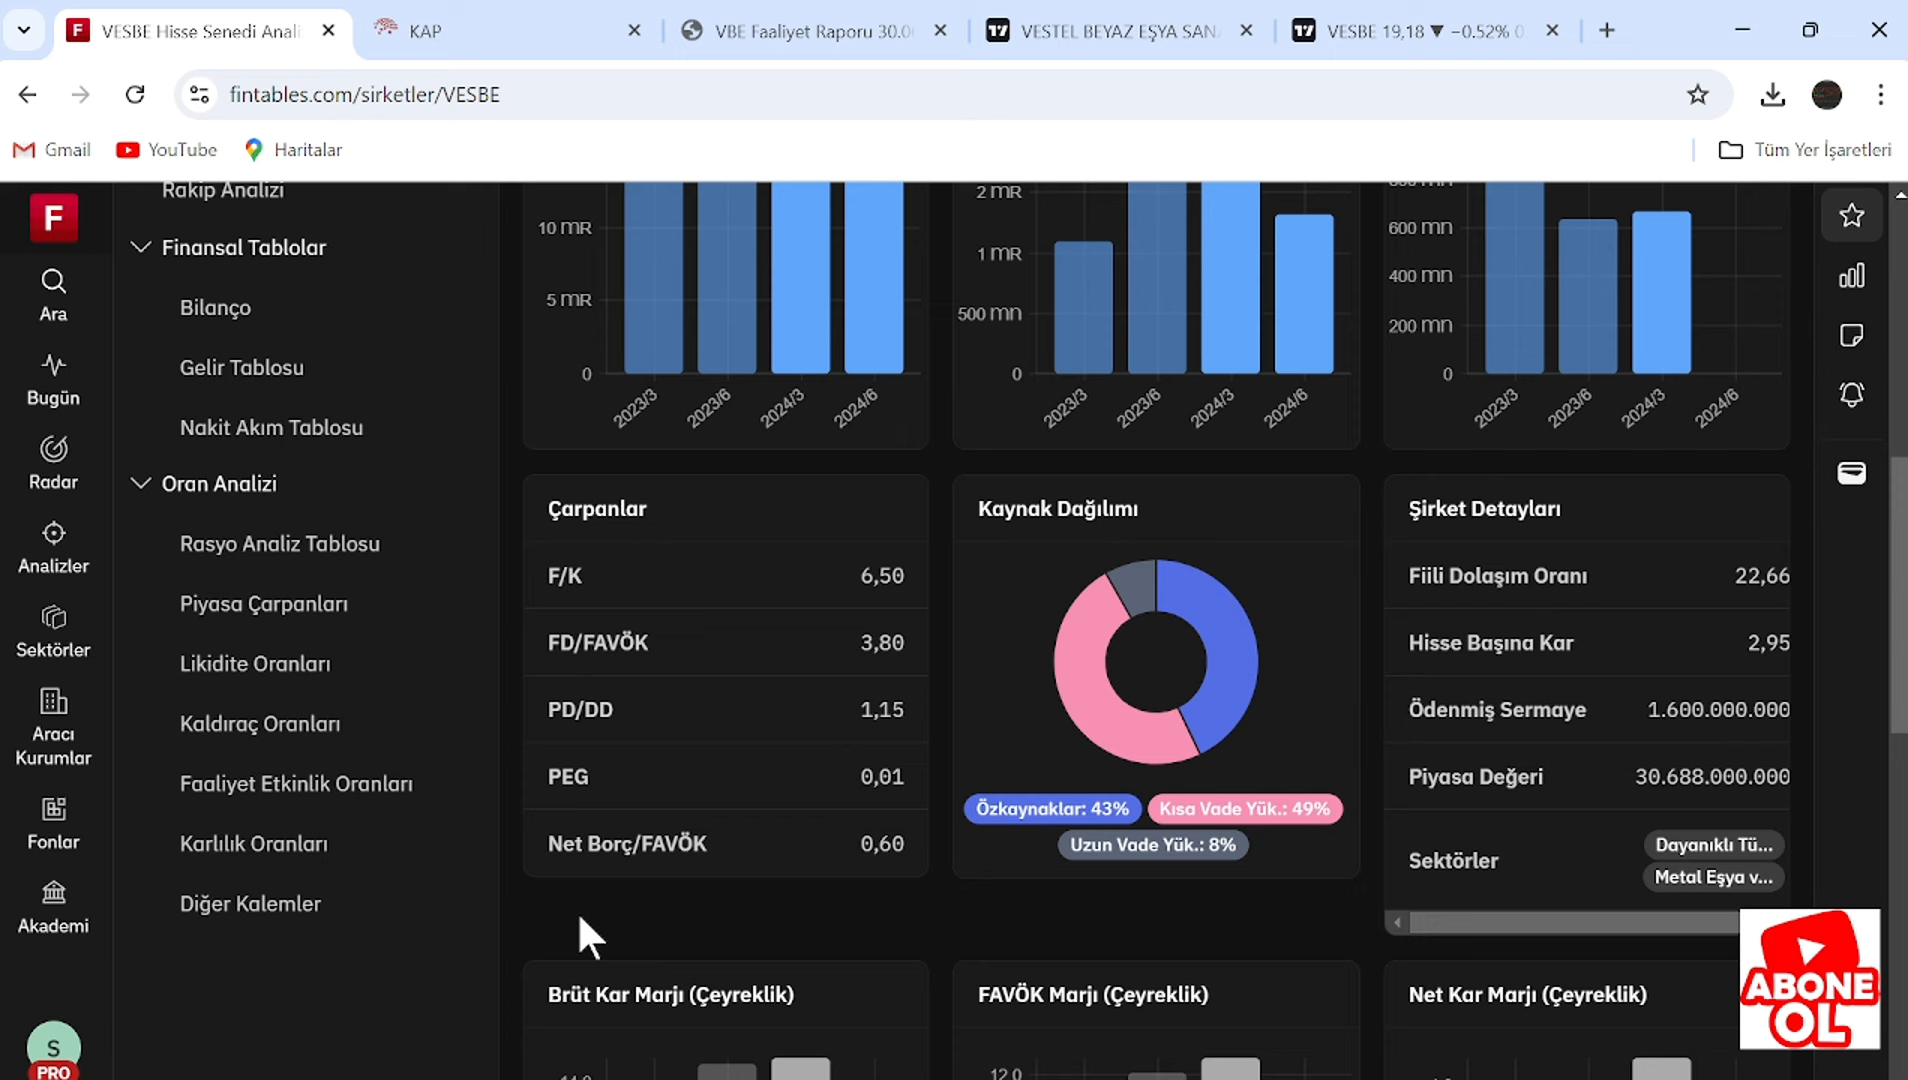 VESBE Hisse Senedi Anali
KAP
VBE Faaliyet Raporu 30.0
VESTEL BEYAZ EŞYA SAN
VESBE 19,18 ▼ −0.52% 0
fintables.com/sirketler/VESBE
Gmail
YouTube
Haritalar
Tüm Yer İşaretleri
F
Ara
Bugün
Radar
Analizler
Sektörler
Aracı
Kurumlar
Fonlar
Akademi
S
PRO
Rakip Analizi
Finansal Tablolar
Bilanço
Gelir Tablosu
Nakit Akım Tablosu
Oran Analizi
Rasyo Analiz Tablosu
Piyasa Çarpanları
Likidite Oranları
Kaldıraç Oranları
Faaliyet Etkinlik Oranları
Karlılık Oranları
Diğer Kalemler
10 mR
5 mR
0
2023/3
2023/6
2024/3
2024/6
2 mR
1 mR
500 mn
0
2023/3
2023/6
2024/3
2024/6
600 mn
400 mn
200 mn
0
2023/3
2023/6
2024/3
2024/6
Çarpanlar
F/K 6,50
FD/FAVÖK 3,80
PD/DD 1,15
PEG 0,01
Net Borç/FAVÖK 0,60
Kaynak Dağılımı
Özkaynaklar: 43% Kısa Vade Yük.: 49%
Uzun Vade Yük.: 8%
Şirket Detayları
Fiili Dolaşım Oranı 22,66
Hisse Başına Kar 2,95
Ödenmiş Sermaye 1.600.000.000
Piyasa Değeri 30.688.000.000
Sektörler
Dayanıklı Tü...
Metal Eşya v...
Brüt Kar Marjı (Çeyreklik)
FAVÖK Marjı (Çeyreklik)
12,0
Net Kar Marjı (Çeyreklik)
ABONE
OL